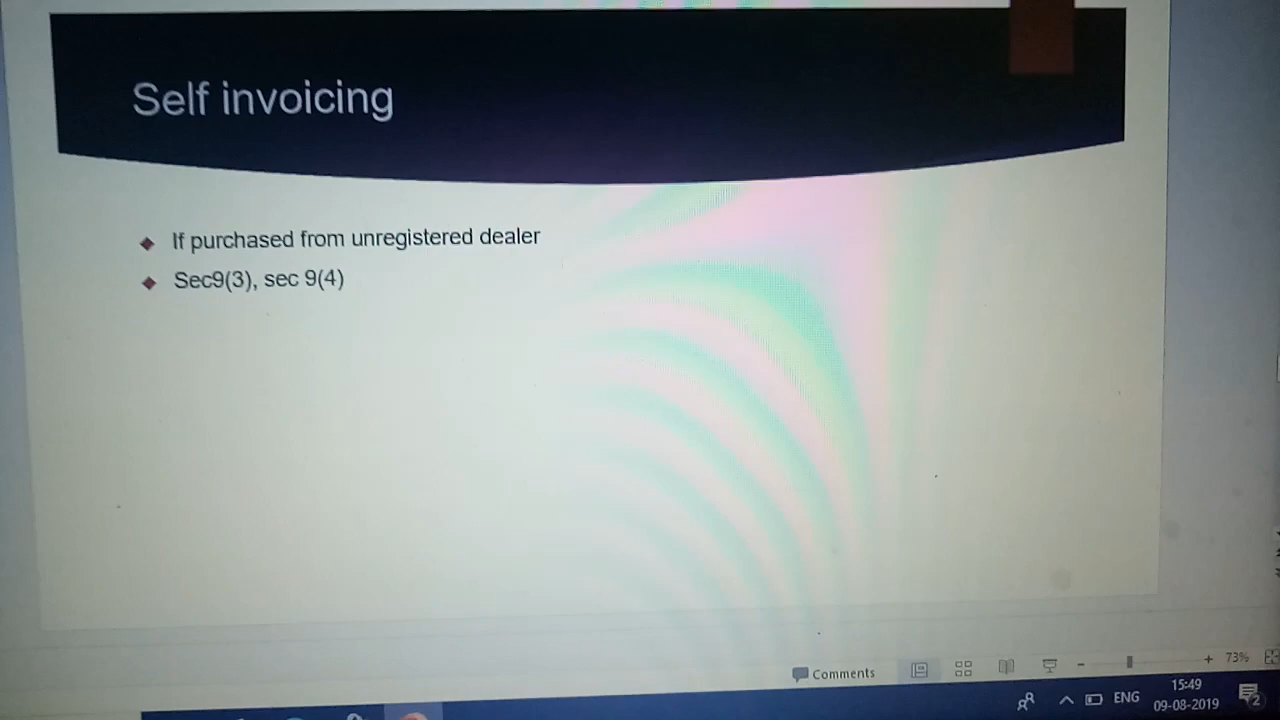 Self invoicing
If purchased from unregistered dealer
Sec9(3), sec 9(4)
Comments
73%
ENG
15:49
09-08-2019
2